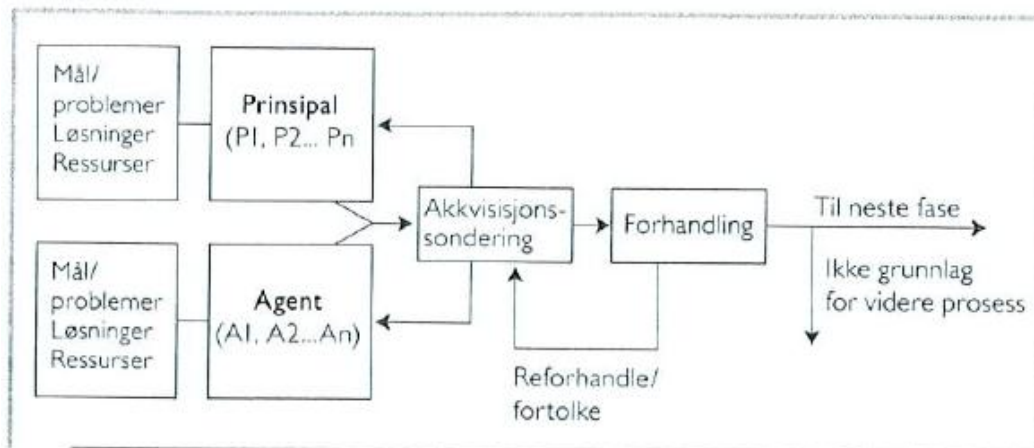 Mål/
problemer
Løsninger
Ressurser
Prinsipal
(P1, P2... Pn
Akkvisisjons-
sondering
Forhandling
Til neste fase
Ikke grunnlag
for videre prosess
Mål/
problemer
Løsninger
Ressurser
Agent
(A1, A2...An)
Reforhandle/
fortolke